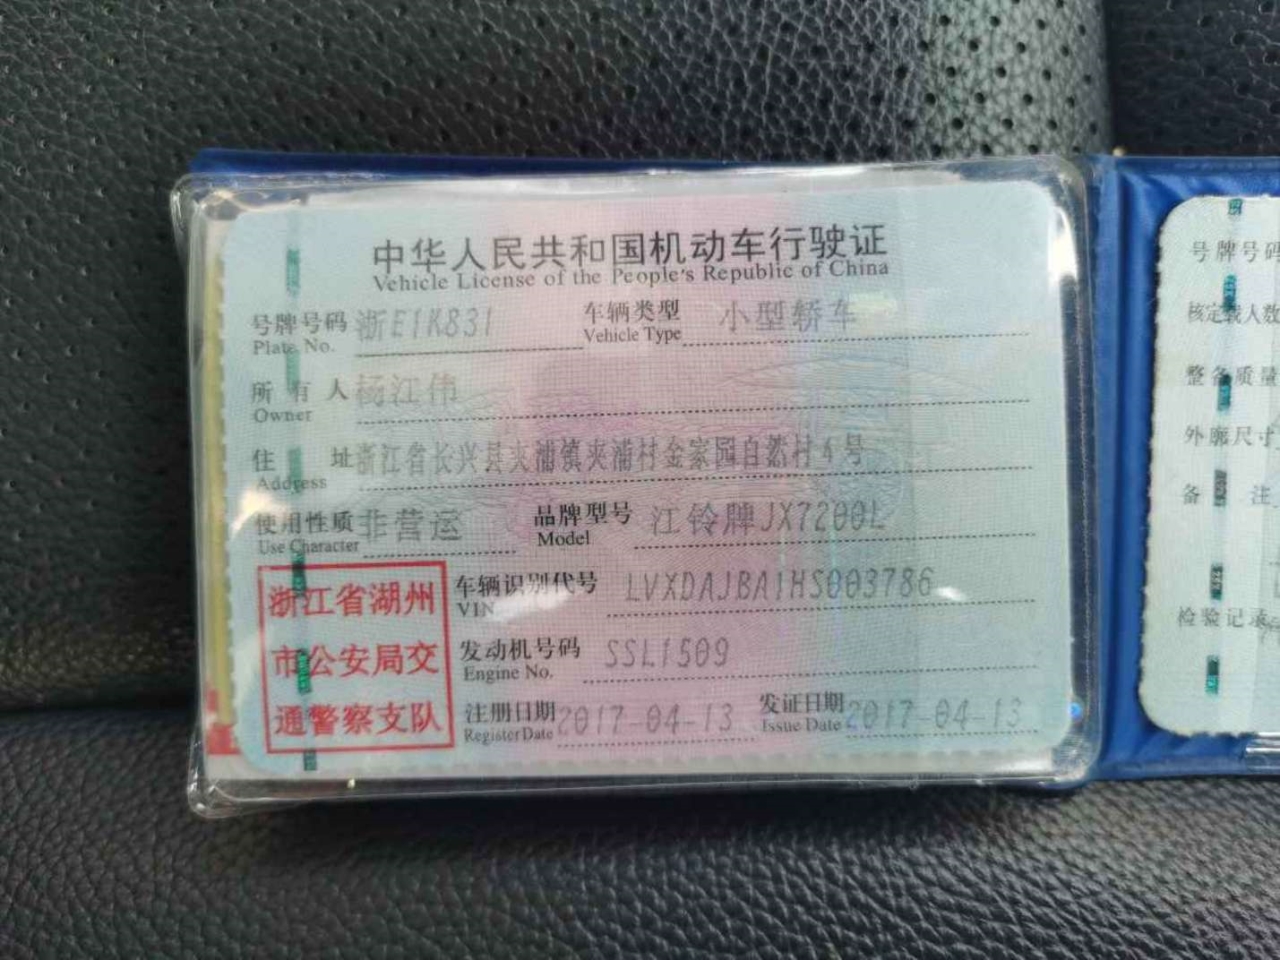 中华人民共和国机动车行驶证
Vehicle License of the People's Republic of China
号牌号码 浙E1K831 车辆类型 小型轿车
Plate No. Vehicle Type
所有人 杨江伟
Owner
住址 浙江省长兴县夹浦镇夹浦村金家园自然村4号
Address
使用性质 非营运 品牌型号 江铃牌JX7200L
Use Character Model
车辆识别代号 LVXDAJBA1HS003786
VIN
发动机号码 SSL1509
Engine No.
注册日期 2017-04-13 发证日期 2017-04-13
Register Date Issue Date
浙江省湖州
市公安局交
通警察支队
号牌号码
核定载人数
整备质量
外廓尺寸
备注
检验记录